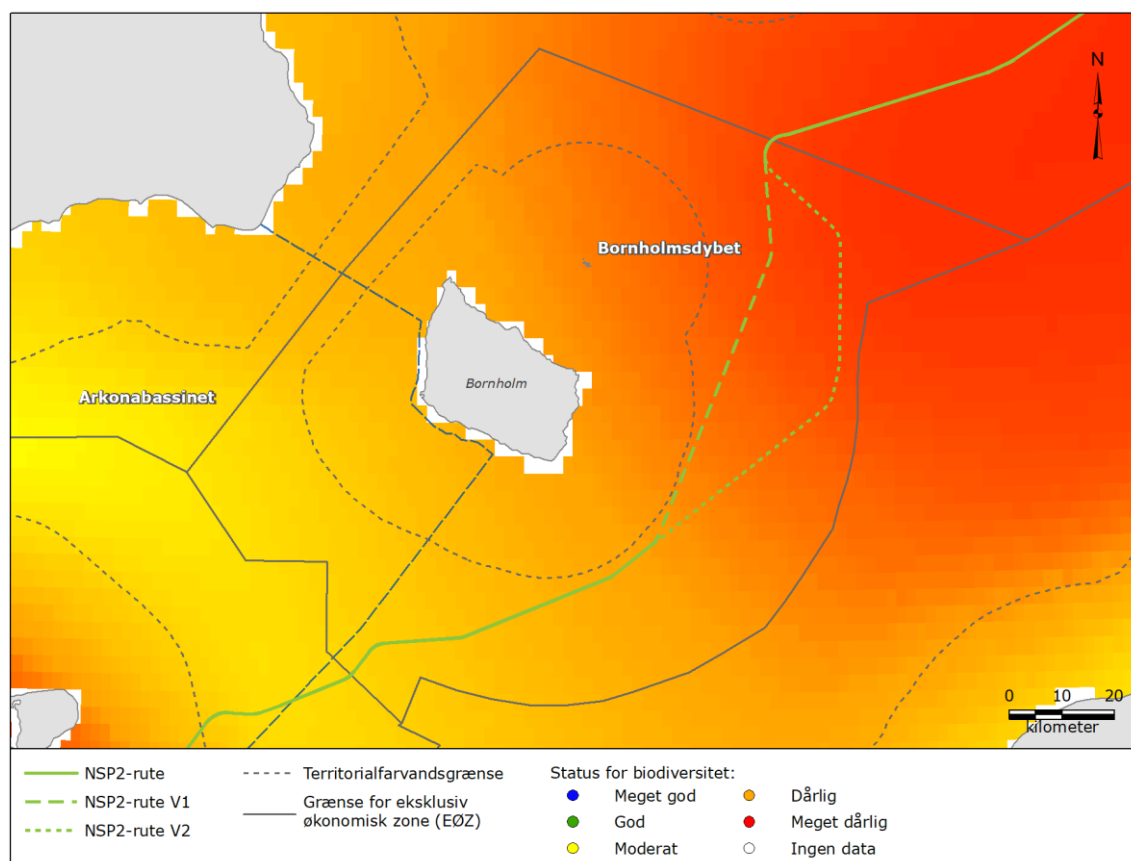 N
Bornholmsdybet
Bornholm
Arkonabassinet
0 10 20
kilometer
NSP2-rute
NSP2-rute V1
NSP2-rute V2
Territorialfarvandsgrænse
Grænse for eksklusiv
økonomisk zone (EØZ)
Status for biodiversitet:
Meget god
God
Moderat
Dårlig
Meget dårlig
Ingen data